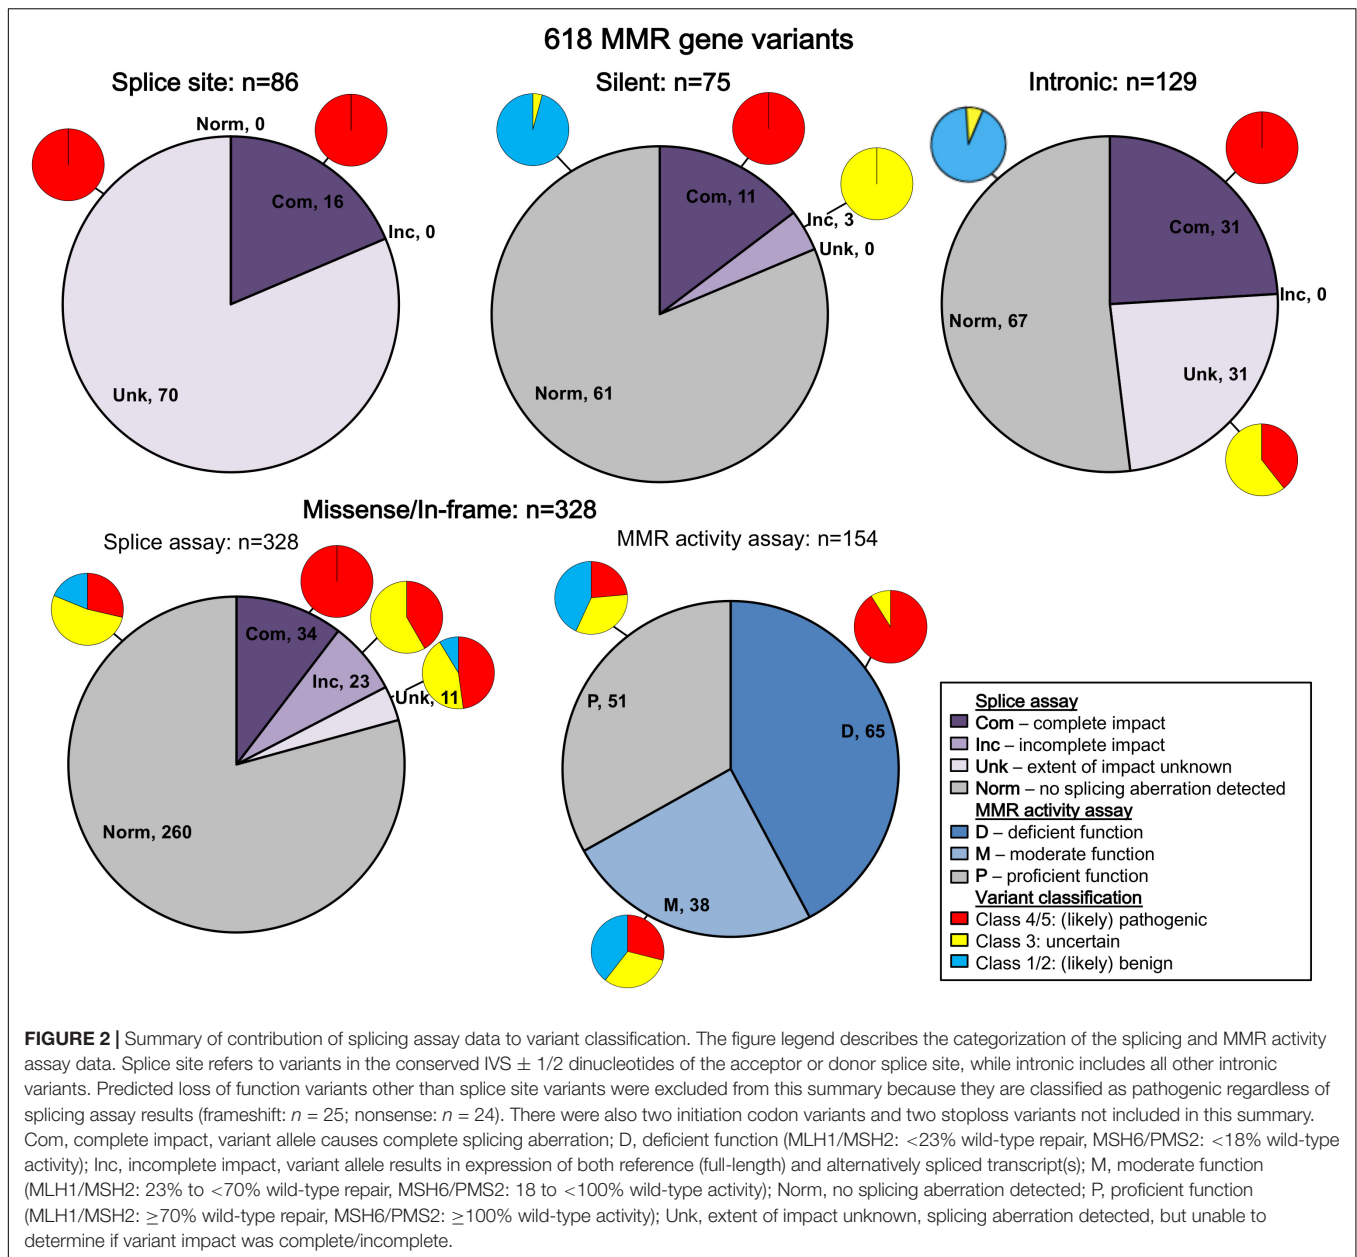 618 MMR gene variants
Splice site: n=86
Norm, 0
Com, 16
Inc, 0
Unk, 70
Silent: n=75
Com, 11
Inc, 3
Unk, 0
Norm, 61
Intronic: n=129
Com, 31
Inc, 0
Norm, 67
Unk, 31
Missense/In-frame: n=328
Splice assay: n=328
Com, 34
Inc, 23
Unk, 11
Norm, 260
MMR activity assay: n=154
P, 51
D, 65
M, 38
Splice assay
Com – complete impact
Inc – incomplete impact
Unk – extent of impact unknown
Norm – no splicing aberration detected
MMR activity assay
D – deficient function
M – moderate function
P – proficient function
Variant classification
Class 4/5: (likely) pathogenic
Class 3: uncertain
Class 1/2: (likely) benign
FIGURE 2 | Summary of contribution of splicing assay data to variant classification. The figure legend describes the categorization of the splicing and MMR activity
assay data. Splice site refers to variants in the conserved IVS ± 1/2 dinucleotides of the acceptor or donor splice site, while intronic includes all other intronic
variants. Predicted loss of function variants other than splice site variants were excluded from this summary because they are classified as pathogenic regardless of
splicing assay results (frameshift: n = 25; nonsense: n = 24). There were also two initiation codon variants and two stoploss variants not included in this summary.
Com, complete impact, variant allele causes complete splicing aberration; D, deficient function (MLH1/MSH2: <23% wild-type repair, MSH6/PMS2: <18% wild-type
activity); Inc, incomplete impact, variant allele results in expression of both reference (full-length) and alternatively spliced transcript(s); M, moderate function
(MLH1/MSH2: 23% to <70% wild-type repair, MSH6/PMS2: 18 to <100% wild-type activity); Norm, no splicing aberration detected; P, proficient function
(MLH1/MSH2: ≥70% wild-type repair, MSH6/PMS2: ≥100% wild-type activity); Unk, extent of impact unknown, splicing aberration detected, but unable to
determine if variant impact was complete/incomplete.